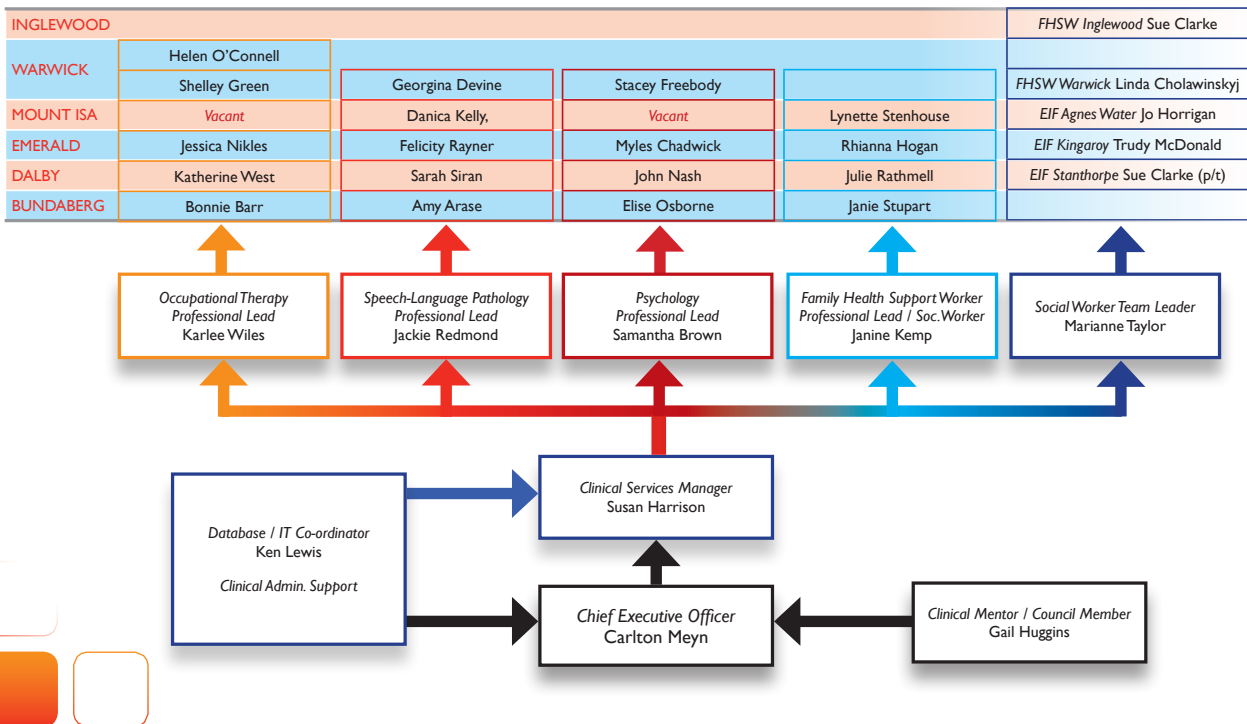 INGLEWOOD
FHSW Inglewood Sue Clarke
WARWICK
Helen O'Connell
Shelley Green
Georgina Devine
Stacey Freebody
FHSW Warwick Linda Cholawinskyj
MOUNT ISA
Vacant
Danica Kelly,
Vacant
Lynette Stenhouse
EIF Agnes Water Jo Horrigan
EMERALD
Jessica Nikles
Felicity Rayner
Myles Chadwick
Rhianna Hogan
EIF Kingaroy Trudy McDonald
DALBY
Katherine West
Sarah Siran
John Nash
Julie Rathmell
EIF Stanthorpe Sue Clarke (p/t)
BUNDABERG
Bonnie Barr
Amy Arase
Elise Osborne
Janie Stupart
Occupational Therapy
Professional Lead
Karlee Wiles
Speech-Language Pathology
Professional Lead
Jackie Redmond
Psychology
Professional Lead
Samantha Brown
Family Health Support Worker
Professional Lead / Soc. Worker
Janine Kemp
Social Worker Team Leader
Marianne Taylor
Clinical Services Manager
Susan Harrison
Database / IT Co-ordinator
Ken Lewis
Clinical Admin. Support
Chief Executive Officer
Carlton Meyn
Clinical Mentor / Council Member
Gail Huggins